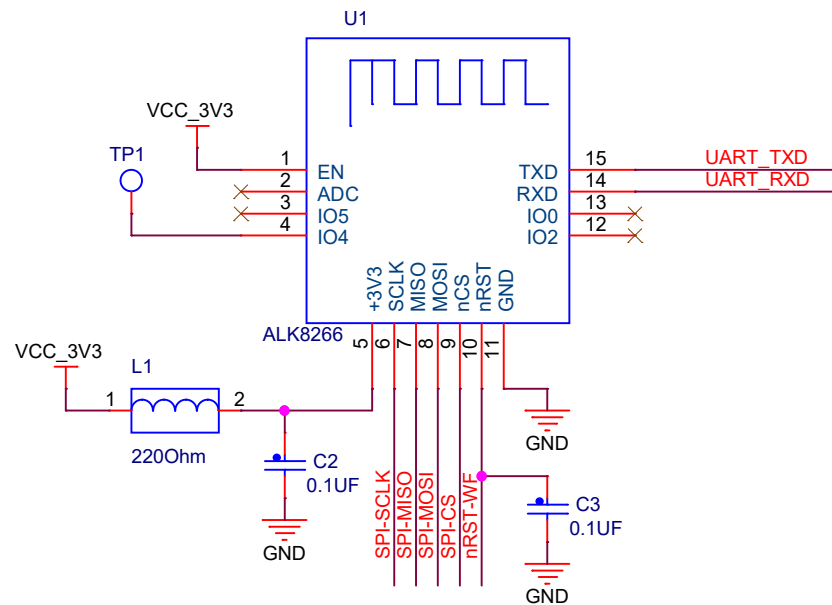 U1
VCC_3V3
TP1
1 EN
2 ADC
3 IO5
4 IO4
TXD 15 UART_TXD
RXD 14 UART_RXD
IO0 13
IO2 12
+3V3 5
SCLK 6
MISO 7
MOSI 8
nCS 9
nRST 10
GND 11
ALK8266
VCC_3V3
L1
1
2
220Ohm
C2
0.1UF
GND
SPI-SCLK
SPI-MISO
SPI-MOSI
SPI-CS
nRST-WF
GND
C3
0.1UF
GND